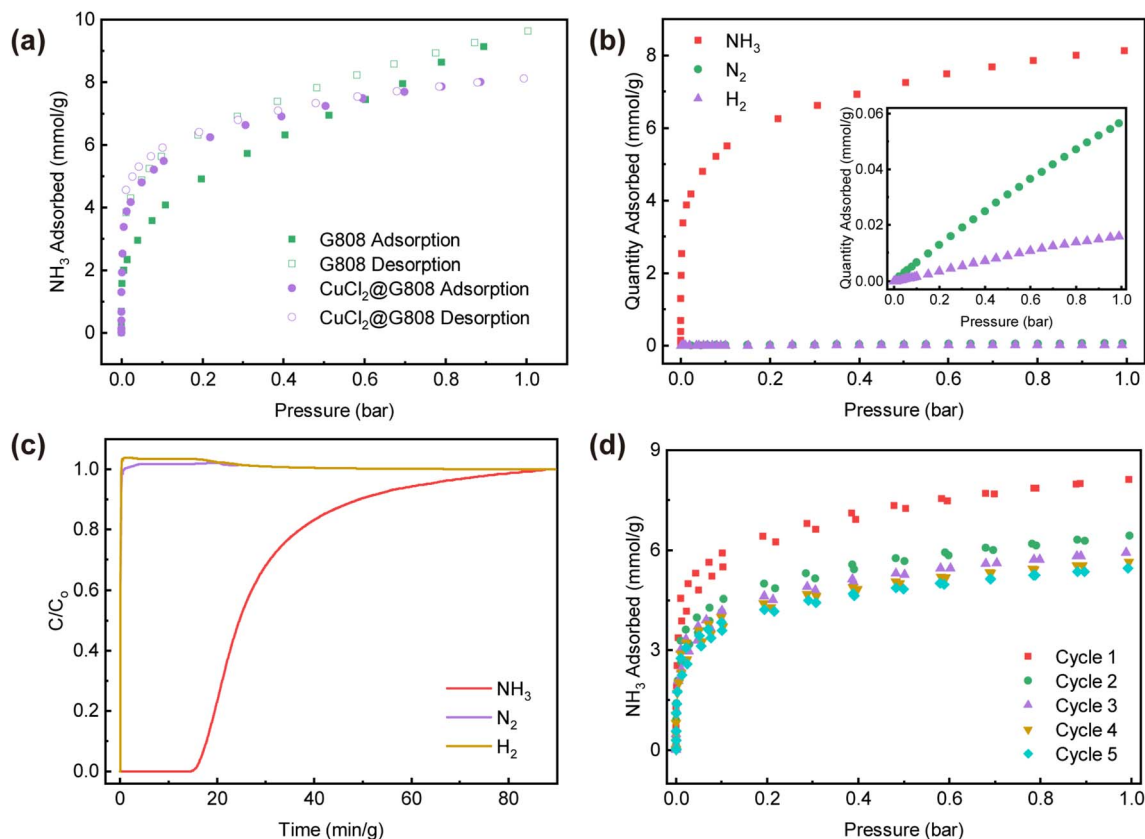 (a)
10
8
6
4
2
0
NH₃ Adsorbed (mmol/g)
G808 Adsorption
G808 Desorption
CuCl₂@G808 Adsorption
CuCl₂@G808 Desorption
0.0 0.2 0.4 0.6 0.8 1.0
Pressure (bar)
(b)
8
6
4
2
0
Quantity Adsorbed (mmol/g)
NH₃
N₂
H₂
0.06
0.04
0.02
0.00
Quantity Adsorbed (mmol/g)
0.0 0.2 0.4 0.6 0.8 1.0
Pressure (bar)
0.0 0.2 0.4 0.6 0.8 1.0
Pressure (bar)
(c)
1.0
0.8
0.6
0.4
0.2
0.0
C/Cₒ
NH₃
N₂
H₂
0 20 40 60 80
Time (min/g)
(d)
9
6
3
0
NH₃ Adsorbed (mmol/g)
Cycle 1
Cycle 2
Cycle 3
Cycle 4
Cycle 5
0.0 0.2 0.4 0.6 0.8 1.0
Pressure (bar)